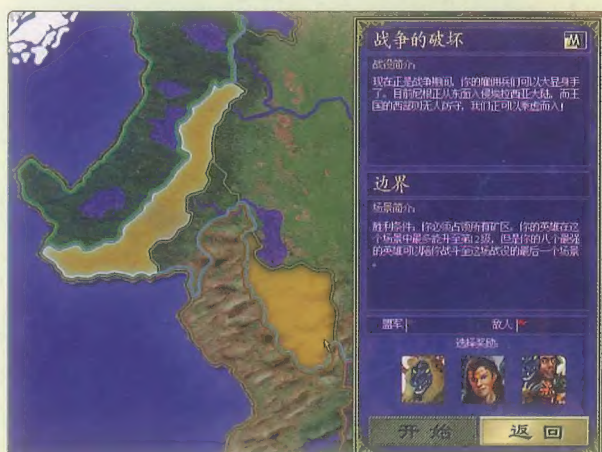 战争的破坏
M
战役简介:
现在正是战争期间，你的雇佣兵们可以大显身手
了。目前尼根正从东面入侵埃拉西亚大陆，而王
国的西部则无人防守，我们正可以乘虚而入！
边界
场景简介:
胜利条件：你必须占领所有矿区。你的英雄在这
个场景中最多能升至第12级，但是你的八个最强
的英雄可以陪你战斗至这场战役的最后一个场景
。
盟军
敌人
选择奖励:
开始
返回